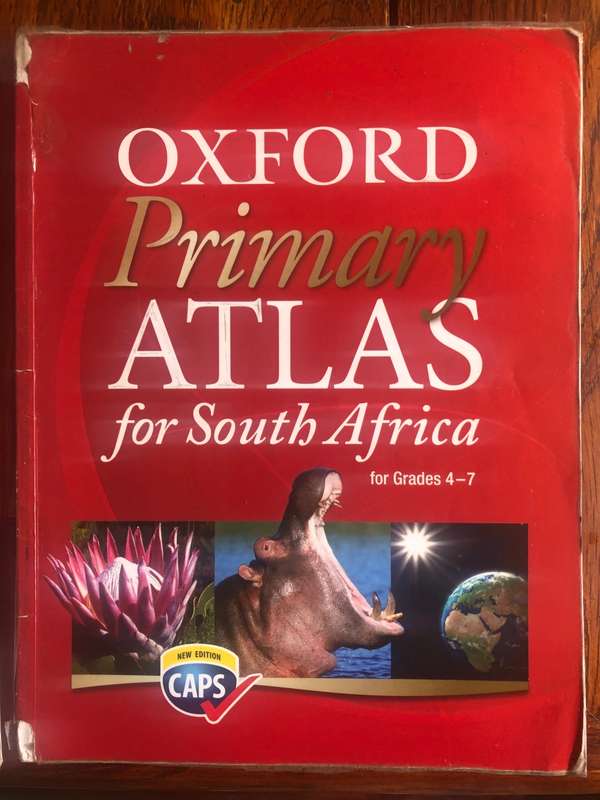 OXFORD
Primary
ATLAS
for South Africa
for Grades 4–7
NEW EDITION
CAPS